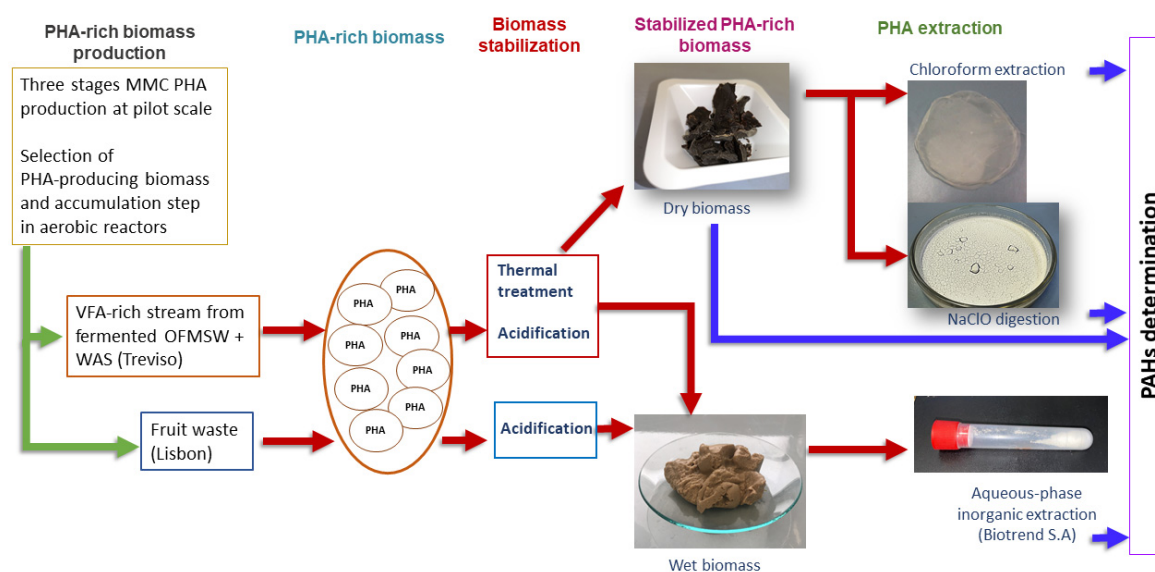 PHA-rich biomass
production
Three stages MMC PHA
production at pilot scale
Selection of
PHA-producing biomass
and accumulation step
in aerobic reactors
VFA-rich stream from
fermented OFMSW +
WAS (Treviso)
Fruit waste
(Lisbon)
PHA-rich biomass
PHA
PHA
PHA
PHA
PHA
PHA
PHA
PHA
Biomass
stabilization
Thermal
treatment
Acidification
Acidification
Stabilized PHA-rich
biomass
Dry biomass
Wet biomass
PHA extraction
Chloroform extraction
NaClO digestion
Aqueous-phase
inorganic extraction
(Biotrend S.A)
PAHs determination